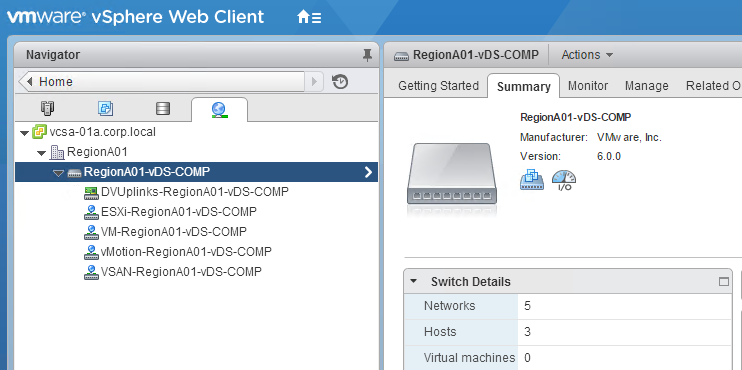 vmware® vSphere Web Client
Navigator
Home
vcsa-01a.corp.local
RegionA01
RegionA01-vDS-COMP
DVUplinks-RegionA01-vDS-COMP
ESXi-RegionA01-vDS-COMP
VM-RegionA01-vDS-COMP
vMotion-RegionA01-vDS-COMP
VSAN-RegionA01-vDS-COMP
RegionA01-vDS-COMP Actions
Getting Started Summary Monitor Manage Related O
RegionA01-vDS-COMP
Manufacturer: VMware, Inc.
Version: 6.0.0
I/O
Switch Details
Networks 5
Hosts 3
Virtual machines 0